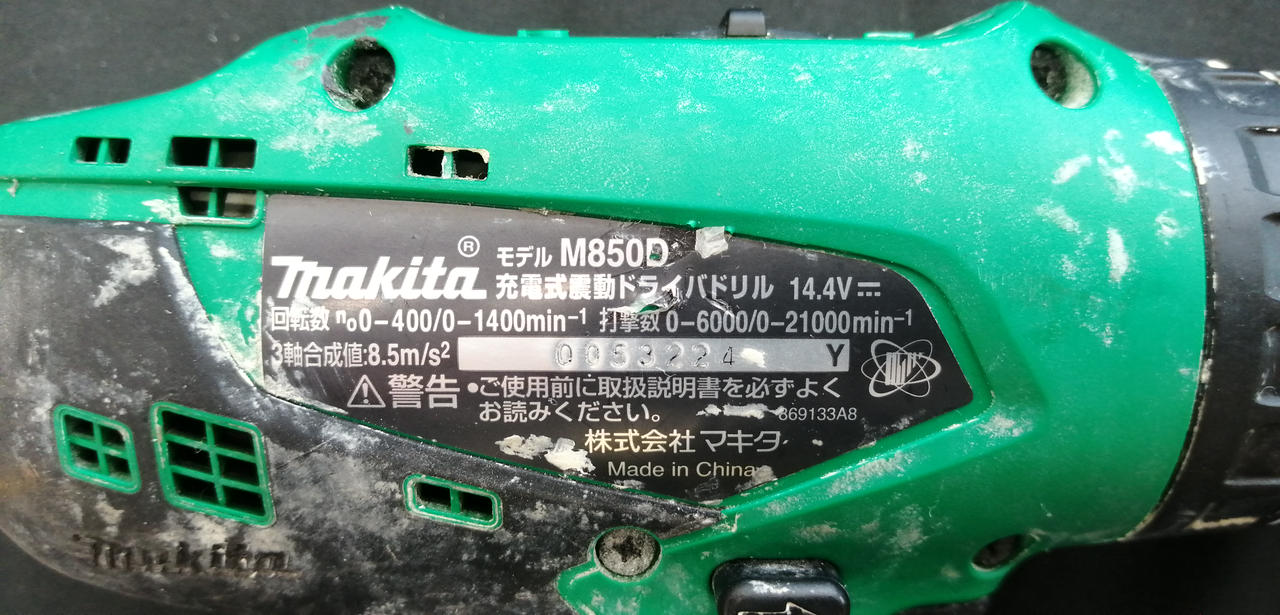 makita® モデル M850D
充電式震動ドライバドリル 14.4V
回転数 n₀0-400/0-1400min⁻¹ 打撃数 0-6000/0-21000min⁻¹
3軸合成値:8.5m/s² 0053224 Y
⚠警告 •ご使用前に取扱説明書を必ずよく
お読みください。 869133A8
株式会社 マキタ
Made in China
makita